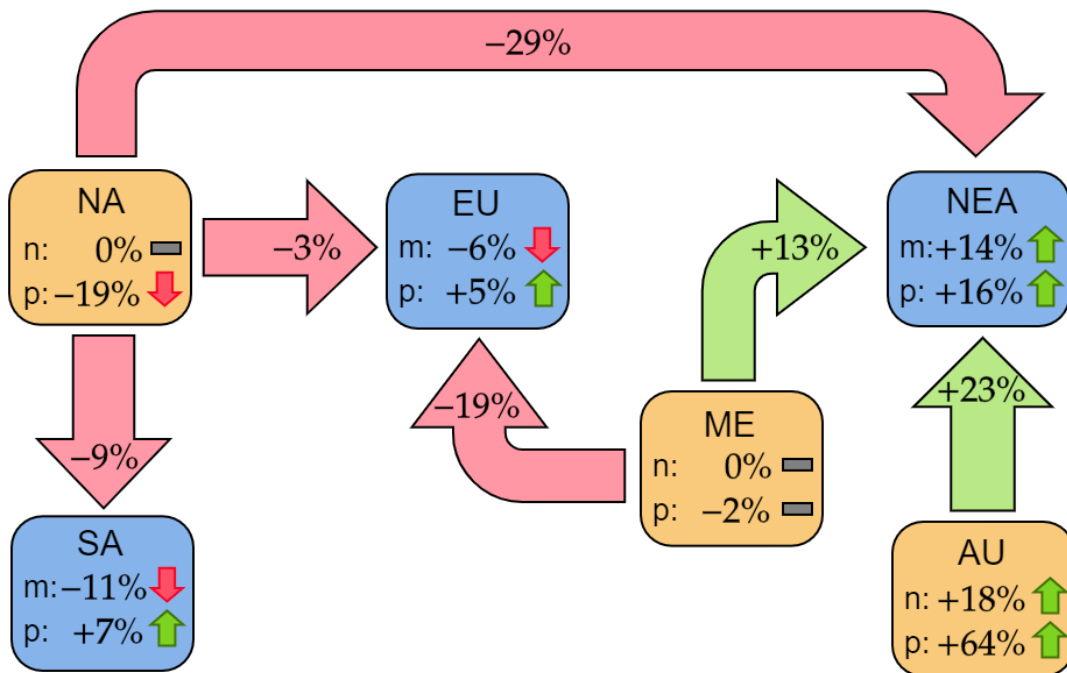 −29%
NA
n: 0%
p: −19%
−3%
EU
m: −6%
p: +5%
+13%
NEA
m: +14%
p: +16%
−9%
−19%
ME
n: 0%
p: −2%
+23%
SA
m: −11%
p: +7%
AU
n: +18%
p: +64%